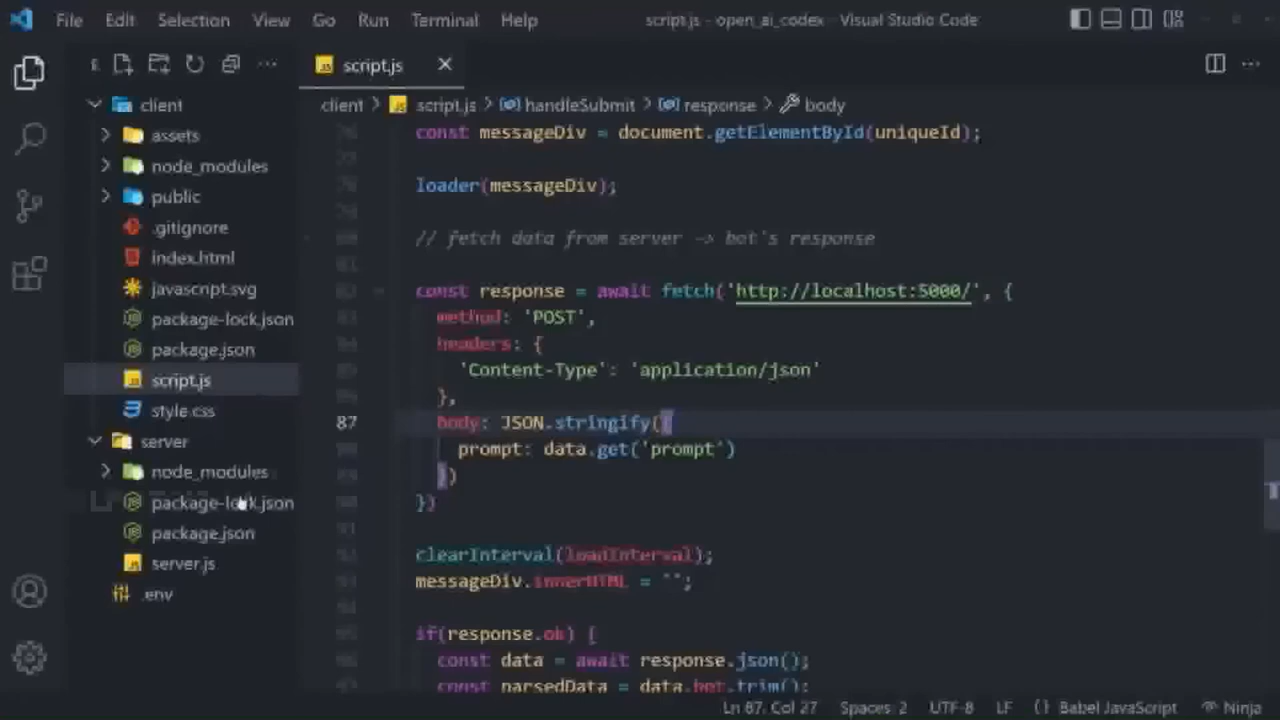 File Edit Selection View Go Run Terminal Help
script.js - open_ai_codex - Visual Studio Code
script.js
client
assets
node_modules
public
.gitignore
index.html
javascript.svg
package-lock.json
package.json
script.js
style.css
server
node_modules
package-lock.json
package.json
server.js
.env
client > script.js > handleSubmit > response > body
const messageDiv = document.getElementById(uniqueId);
loader(messageDiv);
// fetch data from server -> bot's response
const response = await fetch('http://localhost:5000/', {
method: 'POST',
headers: {
'Content-Type': 'application/json'
},
87 body: JSON.stringify({
prompt: data.get('prompt')
})
})
clearInterval(loadInterval);
messageDiv.innerHTML = '';
if(response.ok) {
const data = await response.json();
const parsedData = data.bot.trim();
Ln 87, Col 27 Spaces: 2 UTF-8 LF {} Babel JavaScript Ninja